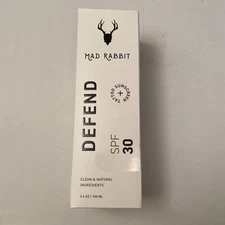 MAD RABBIT
DEFEND
TATTOO SUNSCREEN
SPF
30
CLEAN & NATURAL
INGREDIENTS